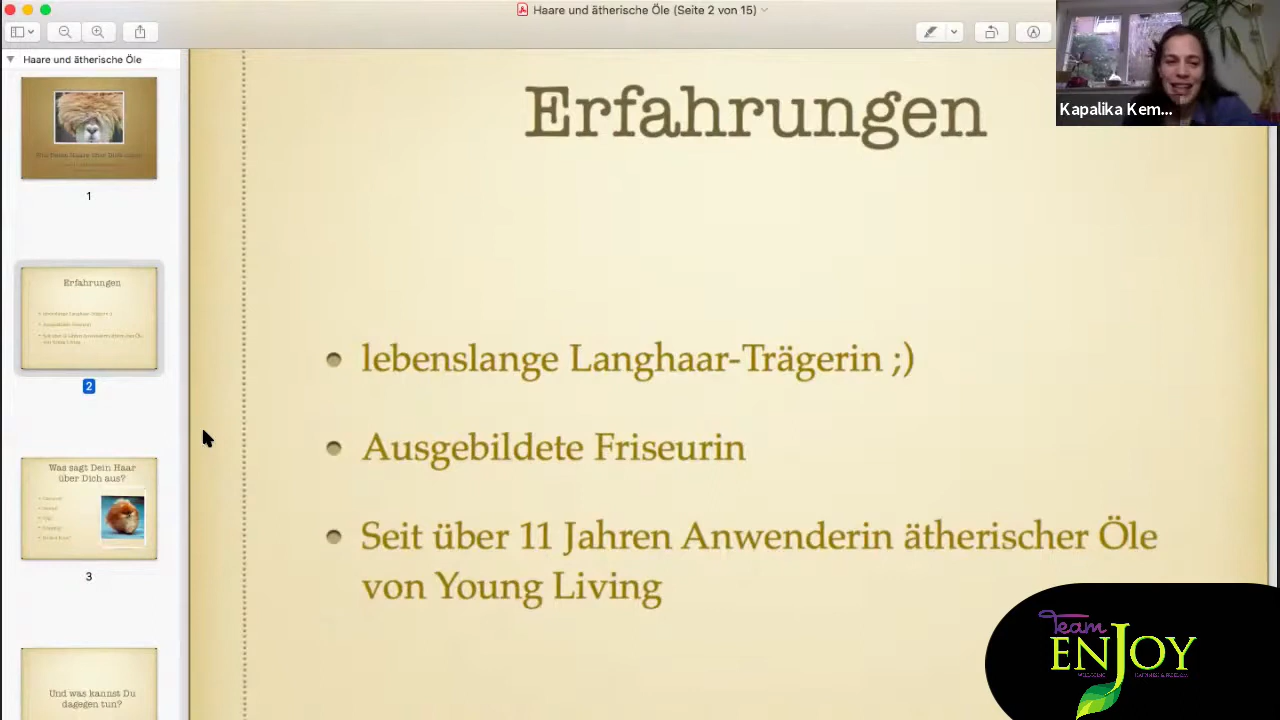 Haare und ätherische Öle (Seite 2 von 15)
Haare und ätherische Öle
Kapalika Kem...
1
Erfahrungen
2
Was sagt Dein Haar
über Dich aus?
3
Und was kannst Du
dagegen tun?
Erfahrungen
lebenslange Langhaar-Trägerin ;)
Ausgebildete Friseurin
Seit über 11 Jahren Anwenderin ätherischer Öle
von Young Living
Team
ENJOY